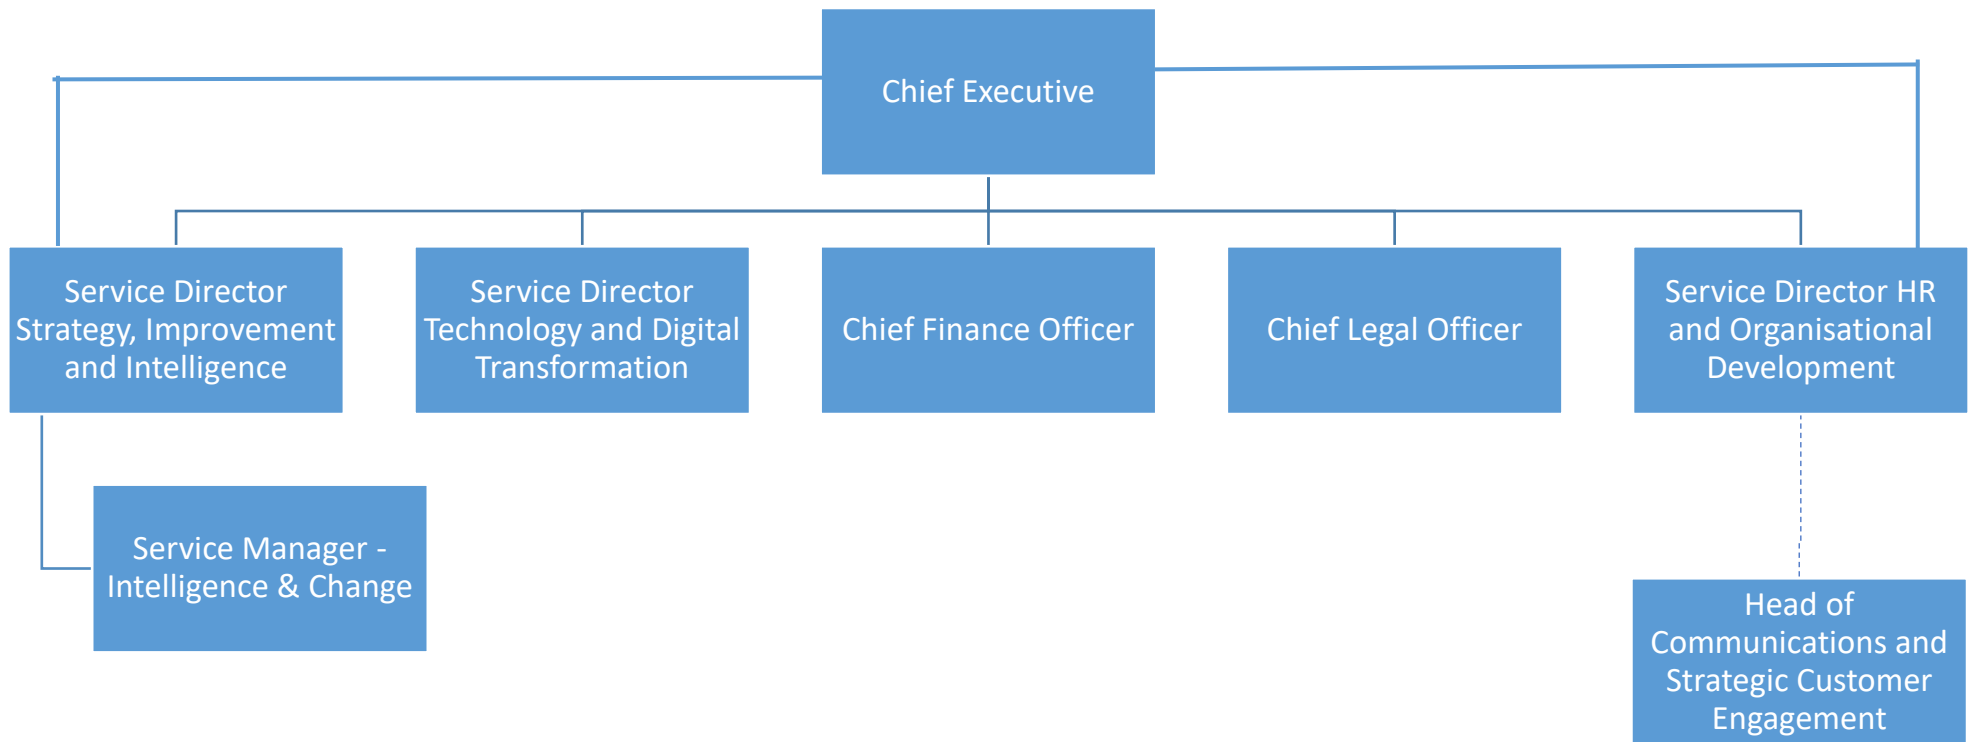 Chief Executive
Service Director
Strategy, Improvement
and Intelligence
Service Director
Technology and Digital
Transformation
Chief Finance Officer
Chief Legal Officer
Service Director HR
and Organisational
Development
Service Manager -
Intelligence & Change
Head of
Communications and
Strategic Customer
Engagement